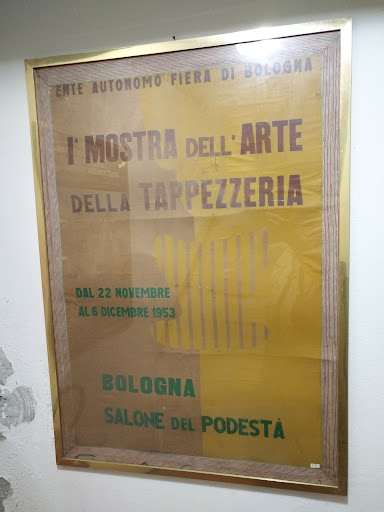 ENTE AUTONOMO FIERA DI BOLOGNA
Iª MOSTRA DELL'ARTE
DELLA TAPPEZZERIA
DAL 22 NOVEMBRE
AL 6 DICEMBRE 1953
BOLOGNA
SALONE DEL PODESTÀ